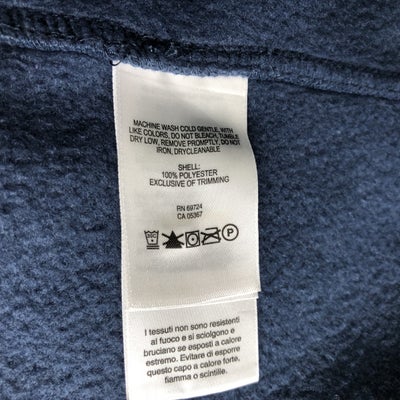 MACHINE WASH COLD GENTLE, WITH
LIKE COLORS, DO NOT BLEACH, TUMBLE
DRY LOW, REMOVE PROMPTLY, DO NOT
IRON, DRYCLEANABLE
SHELL:
100% POLYESTER
EXCLUSIVE OF TRIMMING
RN 69724
CA 05367
P
I tessuti non sono resistenti
al fuoco e si sciolgono e
bruciano se esposti a calore
estremo. Evitare di esporre
questo capo a calore forte,
fiamma o scintille.